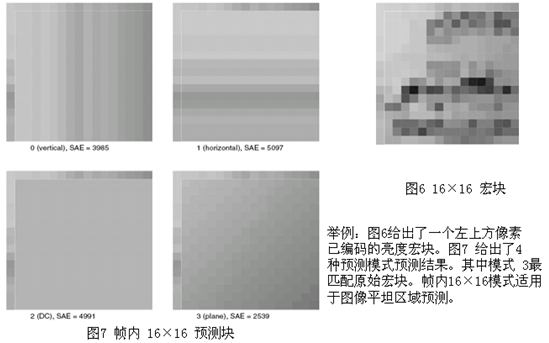 0 (vertical), SAE = 3985
1 (horizontal), SAE = 5097
图6 16×16 宏块
2 (DC), SAE = 4991
3 (plane), SAE = 2539
图7 帧内 16×16 预测块
举例：图6给出了一个左上方像素
已编码的亮度宏块。图7 给出了4
种预测模式预测结果。其中模式 3最
匹配原始宏块。帧内16×16模式适用
于图像平坦区域预测。